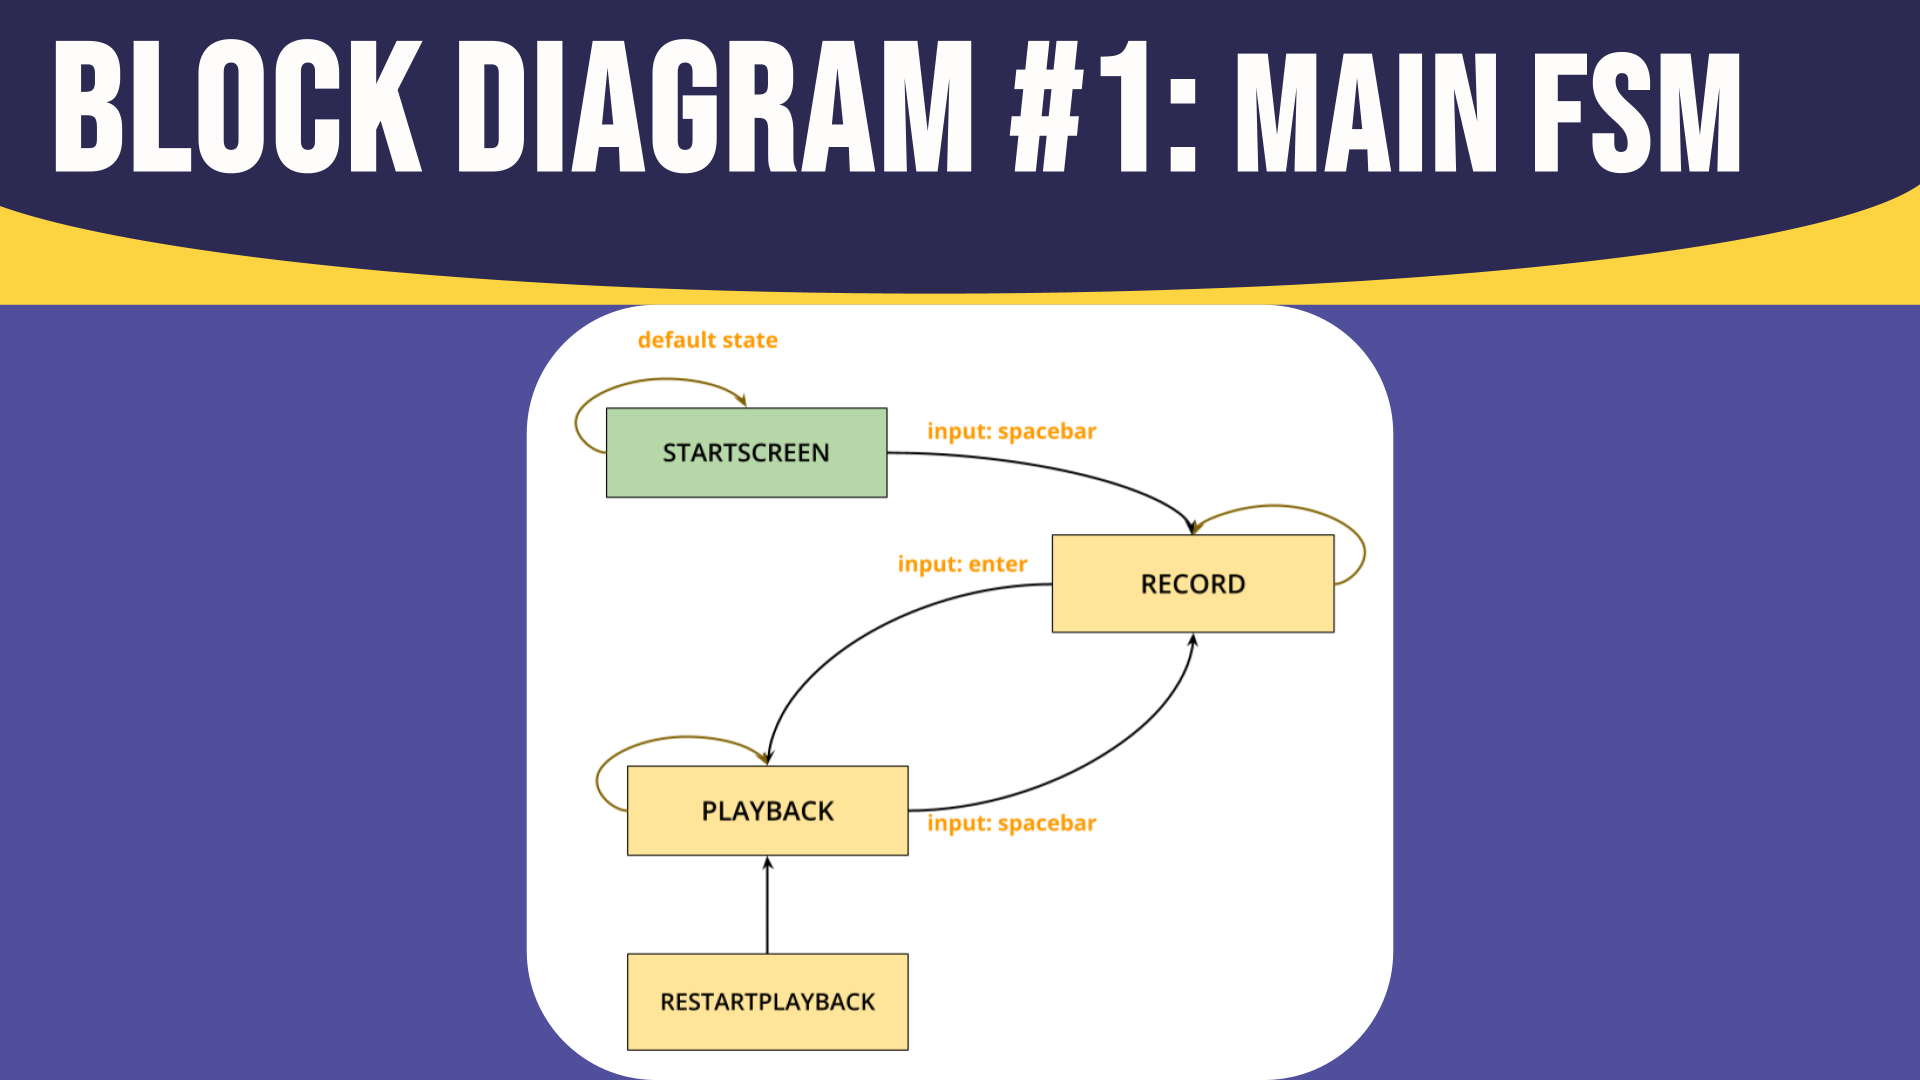 BLOCK DIAGRAM #1: MAIN FSM
default state
STARTSCREEN
input: spacebar
input: enter
RECORD
PLAYBACK
input: spacebar
RESTARTPLAYBACK